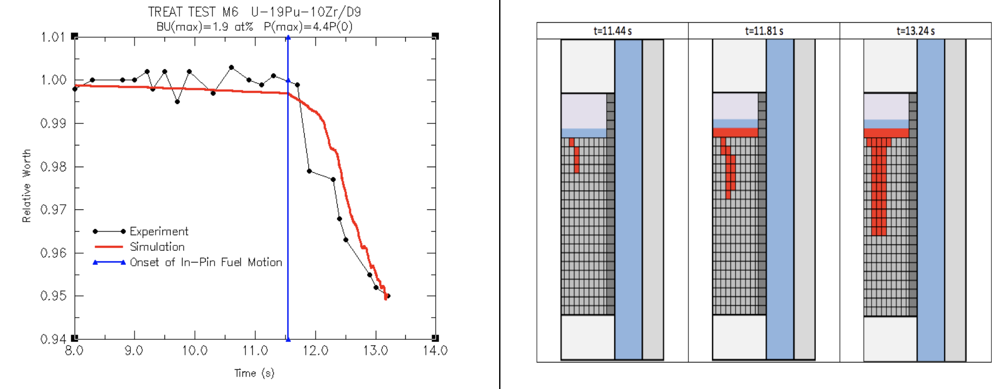 TREAT TEST M6 U-19Pu-10Zr/D9
BU(max)=1.9 at% P(max)=4.4P(0)
1.01
1.00
0.99
0.98
0.97
0.96
0.95
0.94
Relative Worth
Experiment
Simulation
Onset of In-Pin Fuel Motion
8.0 9.0 10.0 11.0 12.0 13.0 14.0
Time (s)
t=11.44 s t=11.81 s t=13.24 s